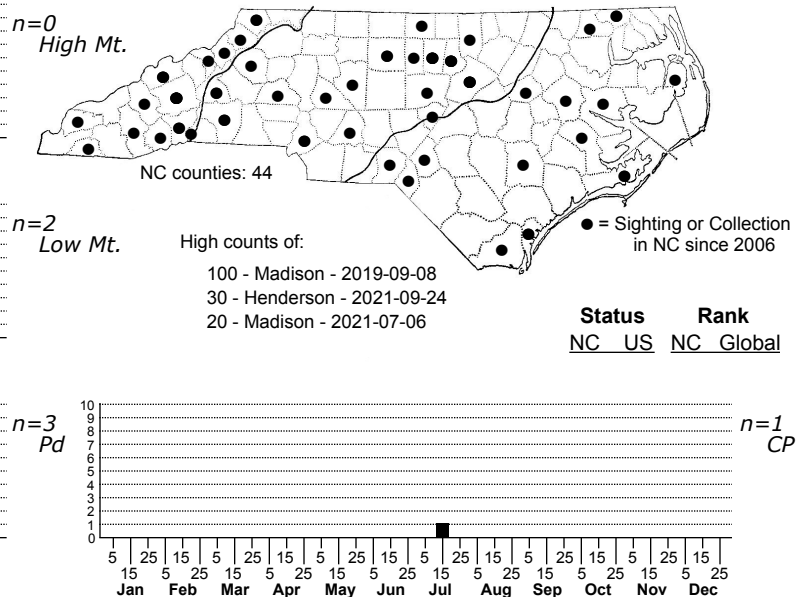 n=0
High Mt.
NC counties: 44
n=2
Low Mt.
High counts of:
100 - Madison - 2019-09-08
30 - Henderson - 2021-09-24
20 - Madison - 2021-07-06
= Sighting or Collection
in NC since 2006
Status Rank
NC US NC Global
n=3
Pd
n=1
CP
10
9
8
7
6
5
4
3
2
1
0
5 25 15 5 25 15 5 25 15 5 25 15 5 25 15 5 25 15
15 5 25 15 5 25 15 5 25 15 5 25 15 5 25 15 5 25
Jan Feb Mar Apr May Jun Jul Aug Sep Oct Nov Dec